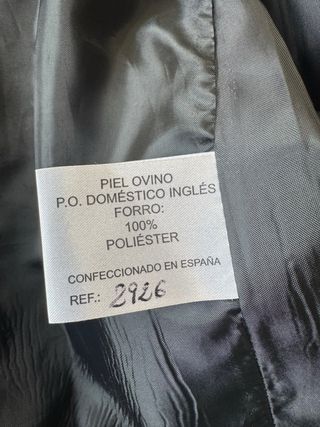 PIEL OVINO
P.O. DOMÉSTICO INGLÉS
FORRO:
100%
POLIÉSTER
CONFECCIONADO EN ESPAÑA
REF.: 2926